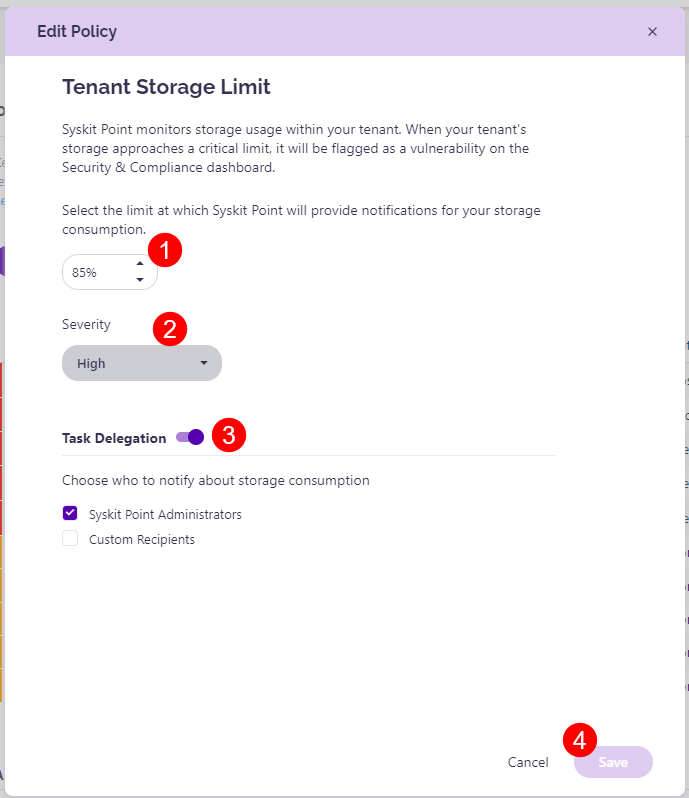 Edit Policy
Tenant Storage Limit
Syskit Point monitors storage usage within your tenant. When your tenant's
storage approaches a critical limit, it will be flagged as a vulnerability on the
Security & Compliance dashboard.
Select the limit at which Syskit Point will provide notifications for your storage
consumption.
1
85%
Severity
2
High
Task Delegation
3
Choose who to notify about storage consumption
Syskit Point Administrators
Custom Recipients
4
Cancel
Save